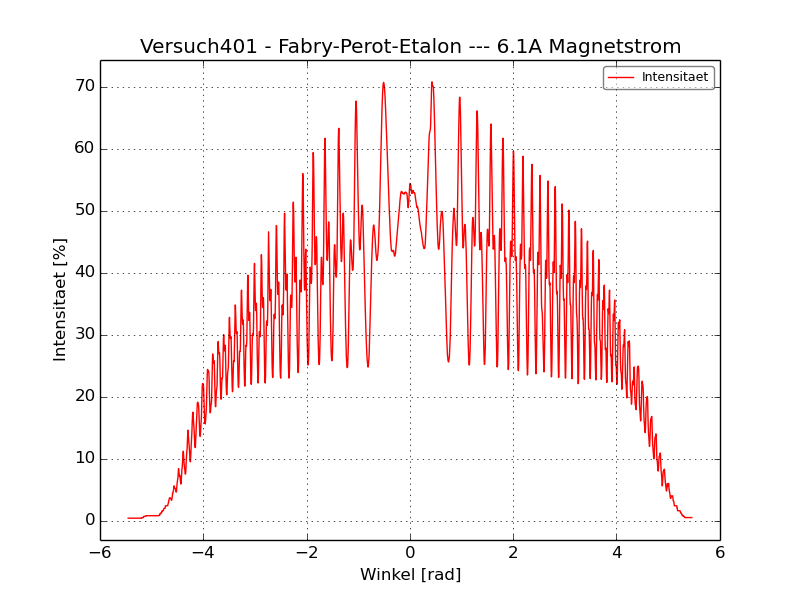 Versuch401 - Fabry-Perot-Etalon --- 6.1A Magnetstrom
Intensitaet
Intensitaet [%]
70
60
50
40
30
20
10
0
−6 −4 −2 0 2 4 6
Winkel [rad]